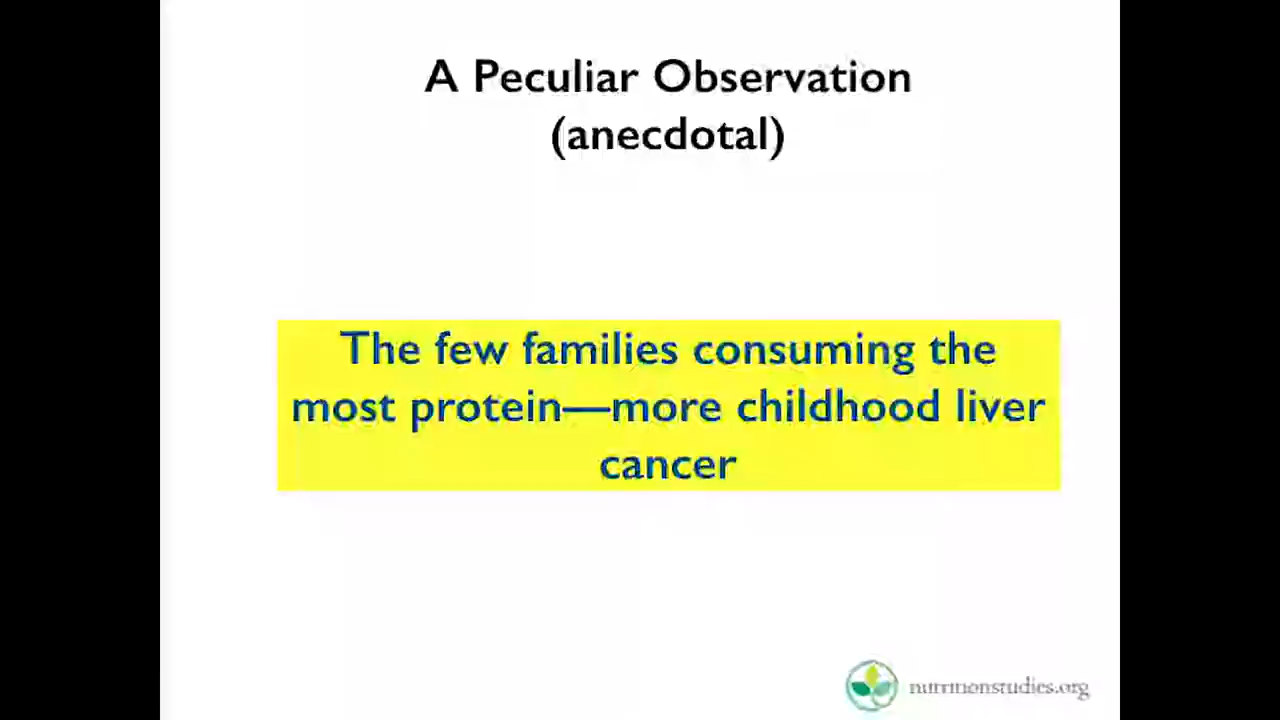 A Peculiar Observation
(anecdotal)
The few families consuming the
most protein—more childhood liver
cancer
nutritionstudies.org